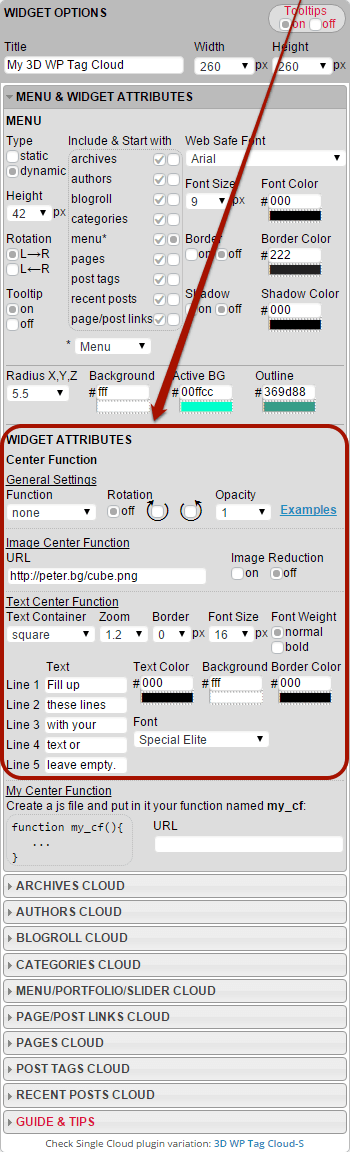 WIDGET OPTIONS
Tooltips
on off
Title Width Height
My 3D WP Tag Cloud 260 px 260 px
MENU & WIDGET ATTRIBUTES
MENU
Type Include & Start with Web Safe Font
static archives Arial
dynamic authors Font Size Font Color
Height blogroll 9 px #000
42 px categories
Rotation menu* Border Border Color
L→R pages on off #222
L←R post tags
Tooltip recent posts Shadow Shadow Color
on page/post links on off #000
off
* Menu
Radius X,Y,Z Background Active BG Outline
5.5 #fff #00ffcc #369d88
WIDGET ATTRIBUTES
Center Function
General Settings
Function Rotation Opacity
none off 1 Examples
Image Center Function
URL Image Reduction
http://peter.bg/cube.png on off
Text Center Function
Text Container Zoom Border Font Size Font Weight
square 1.2 0 px 16 px normal
bold
Text Text Color Background Border Color
Line 1 Fill up #000 #fff #000
Line 2 these lines
Line 3 with your Font
Line 4 text or Special Elite
Line 5 leave empty.
My Center Function
Create a js file and put in it your function named my_cf:
function my_cf(){ URL
...
}
ARCHIVES CLOUD
AUTHORS CLOUD
BLOGROLL CLOUD
CATEGORIES CLOUD
MENU/PORTFOLIO/SLIDER CLOUD
PAGE/POST LINKS CLOUD
PAGES CLOUD
POST TAGS CLOUD
RECENT POSTS CLOUD
GUIDE & TIPS
Check Single Cloud plugin variation: 3D WP Tag Cloud-S